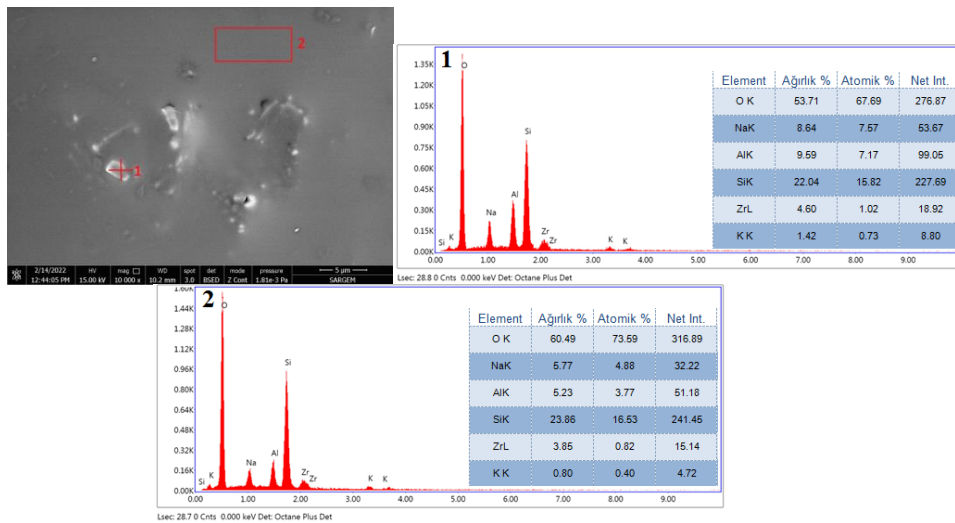 2
1
2/14/2022 HV mag WD spot det mode pressure 5 µm
12:44:05 PM 15.00 kV 10 000 x 10.2 mm 3.0 BSED Z Cont 1.81e-3 Pa SARGEM
1
1.35K
1.20K
1.05K
0.90K
0.75K
0.60K
0.45K
0.30K
0.15K
0.00K
O
Si
Al
Na
Si
K
Zr
Zr
K
K
0.00 1.00 2.00 3.00 4.00 5.00 6.00 7.00 8.00 9.00
Lsec: 28.8 0 Cnts 0.000 keV Det: Octane Plus Det
Element Ağırlık % Atomik % Net Int.
O K 53.71 67.69 276.87
NaK 8.64 7.57 53.67
AlK 9.59 7.17 99.05
SiK 22.04 15.82 227.69
ZrL 4.60 1.02 18.92
K K 1.42 0.73 8.80
2
1.60K
1.44K
1.28K
1.12K
0.96K
0.80K
0.64K
0.48K
0.32K
0.16K
0.00K
O
Si
Al
Na
Si
K
Zr
Zr
K
K
0.00 1.00 2.00 3.00 4.00 5.00 6.00 7.00 8.00 9.00
Lsec: 28.7 0 Cnts 0.000 keV Det: Octane Plus Det
Element Ağırlık % Atomik % Net Int.
O K 60.49 73.59 316.89
NaK 5.77 4.88 32.22
AlK 5.23 3.77 51.18
SiK 23.86 16.53 241.45
ZrL 3.85 0.82 15.14
K K 0.80 0.40 4.72